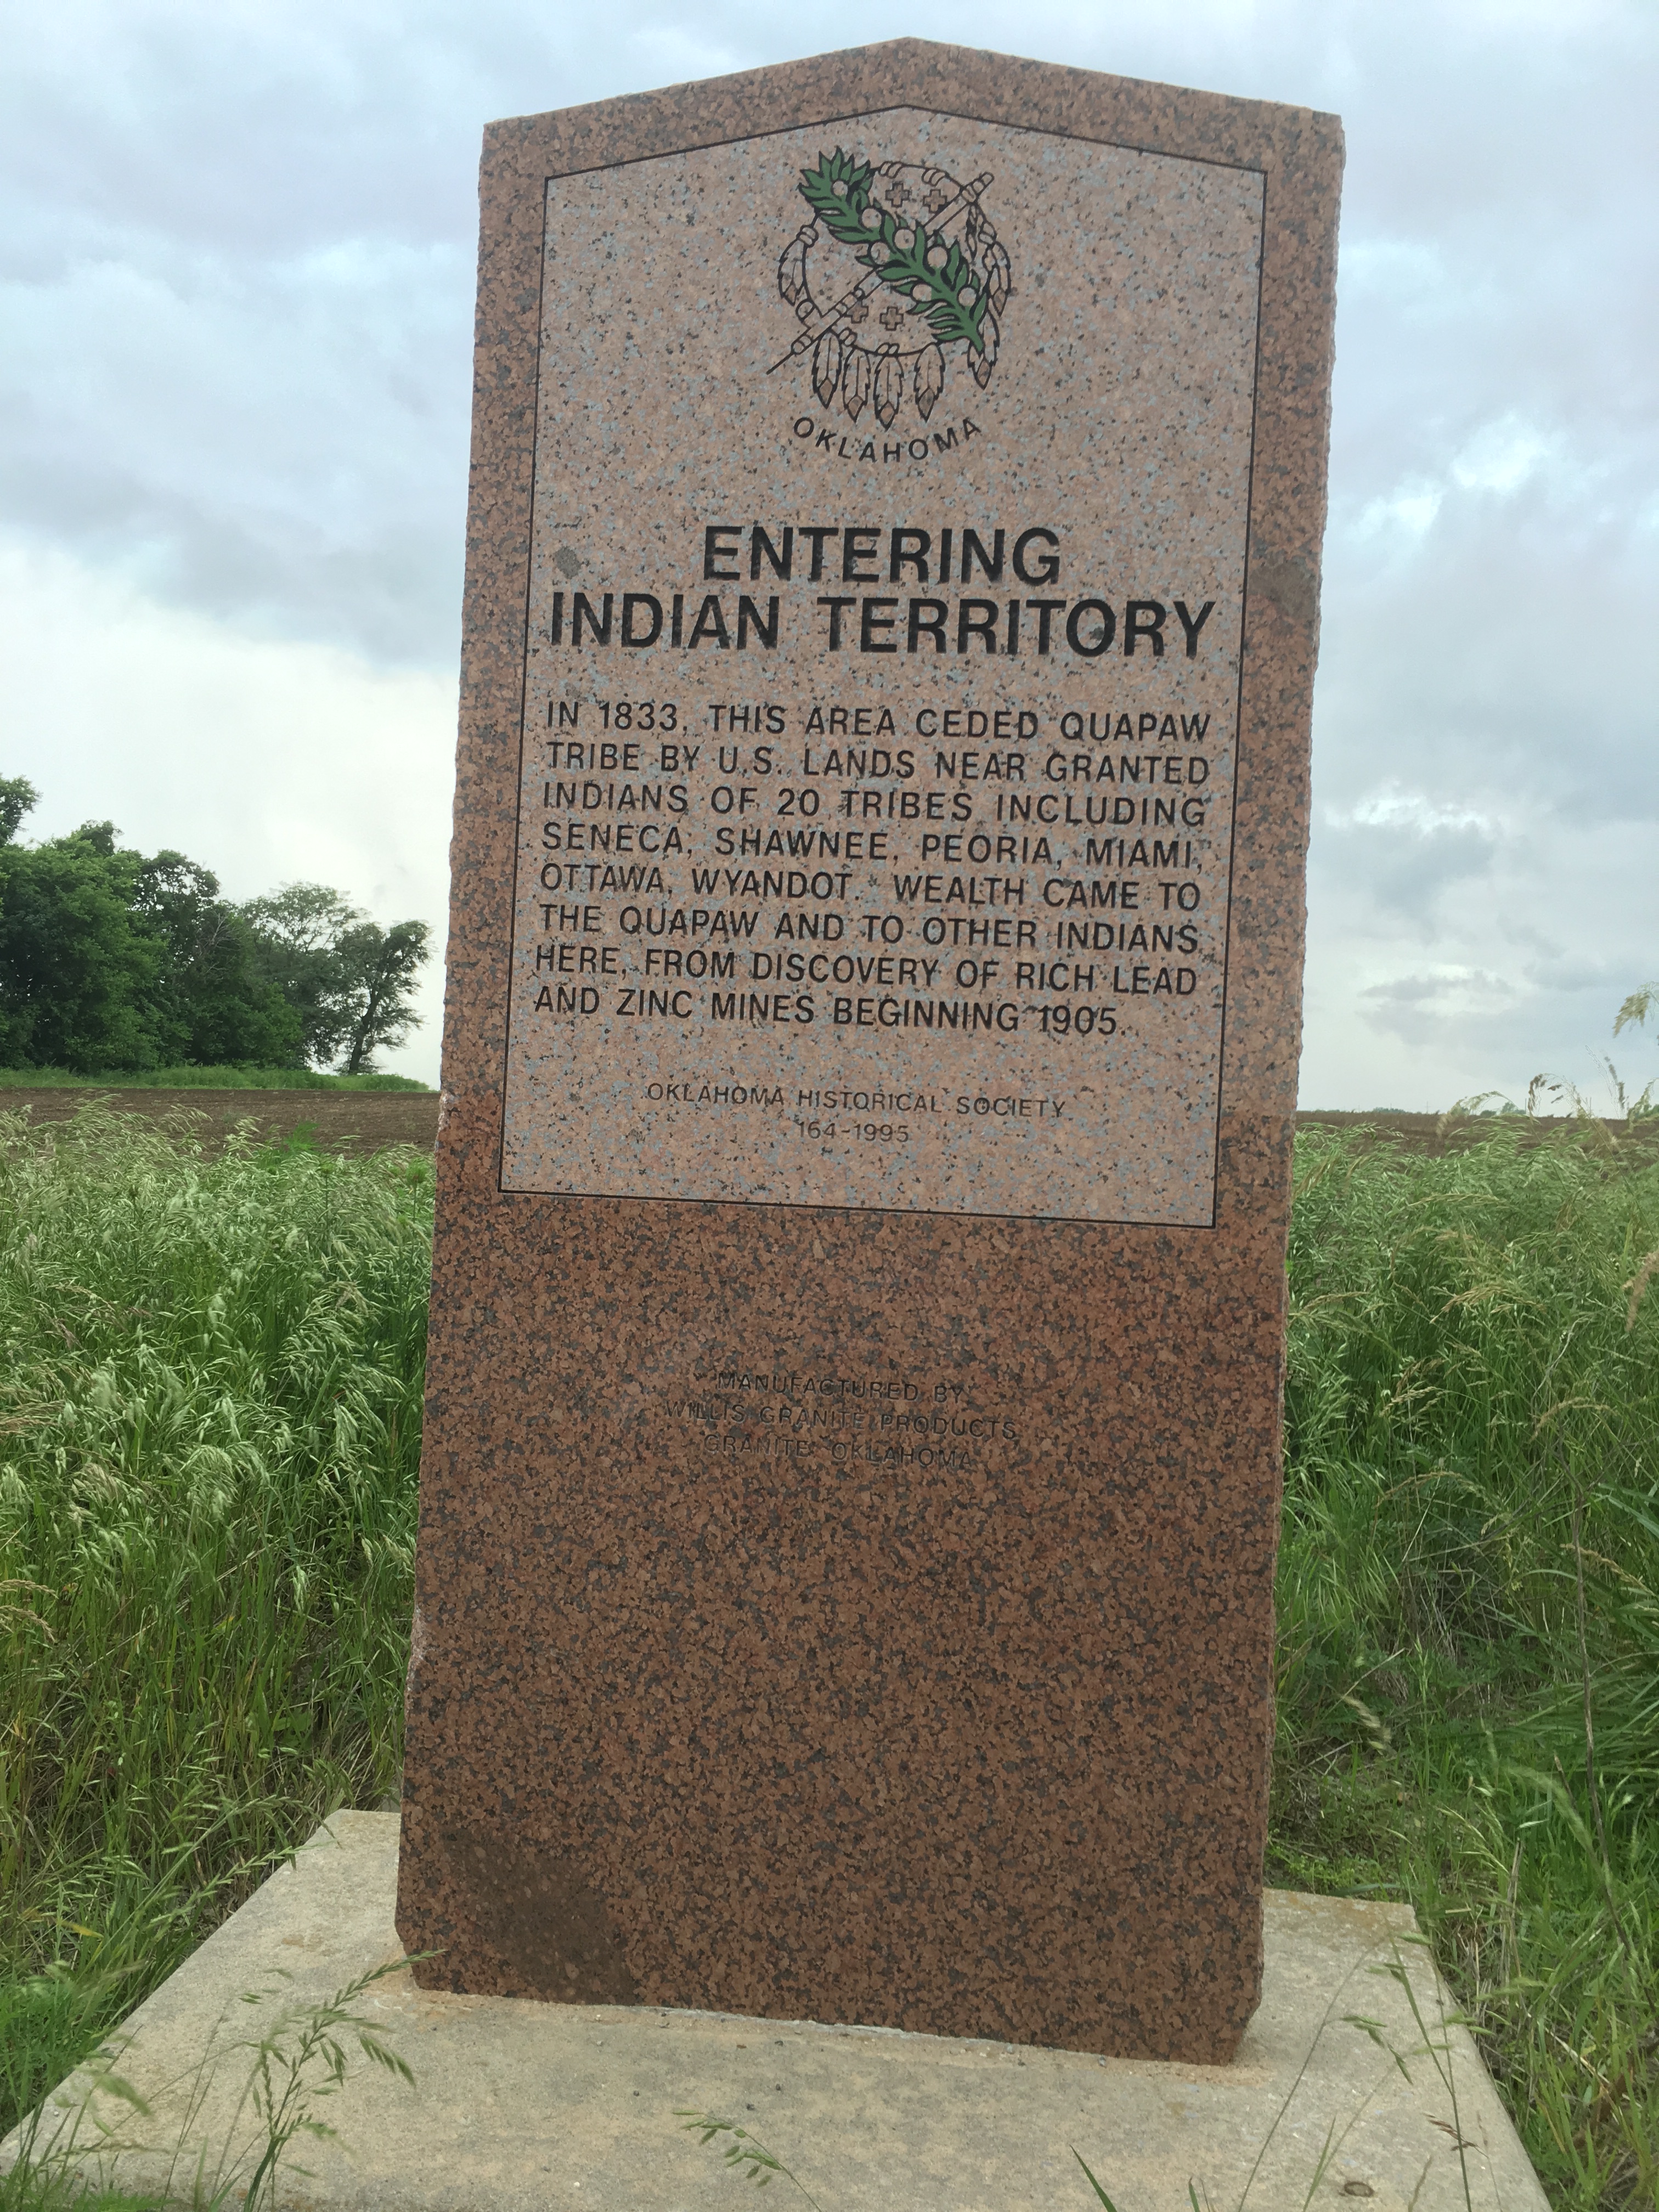 OKLAHOMA
ENTERING
INDIAN TERRITORY
IN 1833, THIS AREA CEDED QUAPAW
TRIBE BY U.S. LANDS NEAR GRANTED
INDIANS OF 20 TRIBES INCLUDING
SENECA, SHAWNEE, PEORIA, MIAMI,
OTTAWA, WYANDOT. WEALTH CAME TO
THE QUAPAW AND TO OTHER INDIANS
HERE, FROM DISCOVERY OF RICH LEAD
AND ZINC MINES BEGINNING 1905.
OKLAHOMA HISTORICAL SOCIETY
164-1995
MANUFACTURED BY
WILLIS GRANITE PRODUCTS
GRANITE, OKLAHOMA